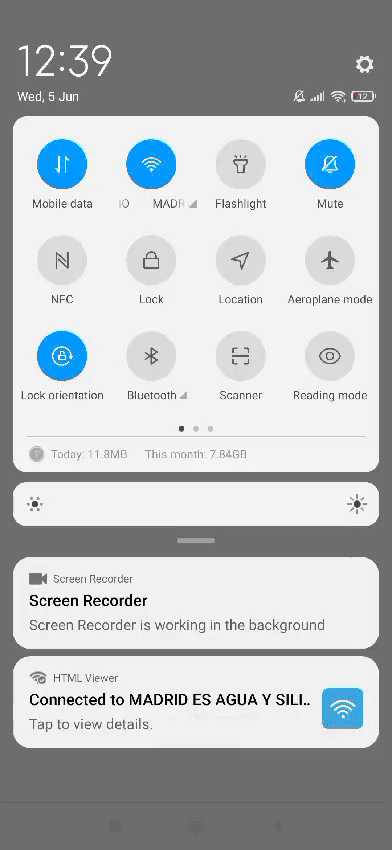 12:39
Wed, 5 Jun
12
Mobile data
IO MADR
Flashlight
Mute
NFC
Lock
Location
Aeroplane mode
Lock orientation
Bluetooth
Scanner
Reading mode
Today: 11.8MB This month: 7.84GB
Screen Recorder
Screen Recorder
Screen Recorder is working in the background
HTML Viewer
Connected to MADRID ES AGUA Y SILI..
Tap to view details.